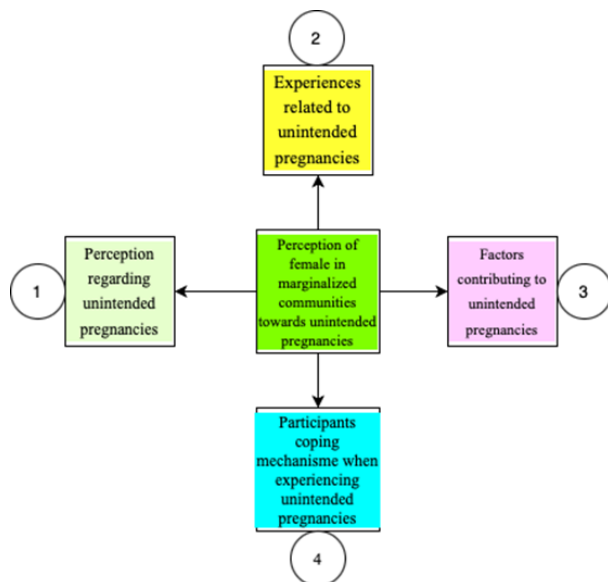 2
Experiences
related to
unintended
pregnancies
1
Perception
regarding
unintended
pregnancies
Perception of
female in
marginalized
communities
towards unintended
pregnancies
Factors
contributing to
unintended
pregnancies
3
Participants
coping
mechanisme when
experiencing
unintended
pregnancies
4